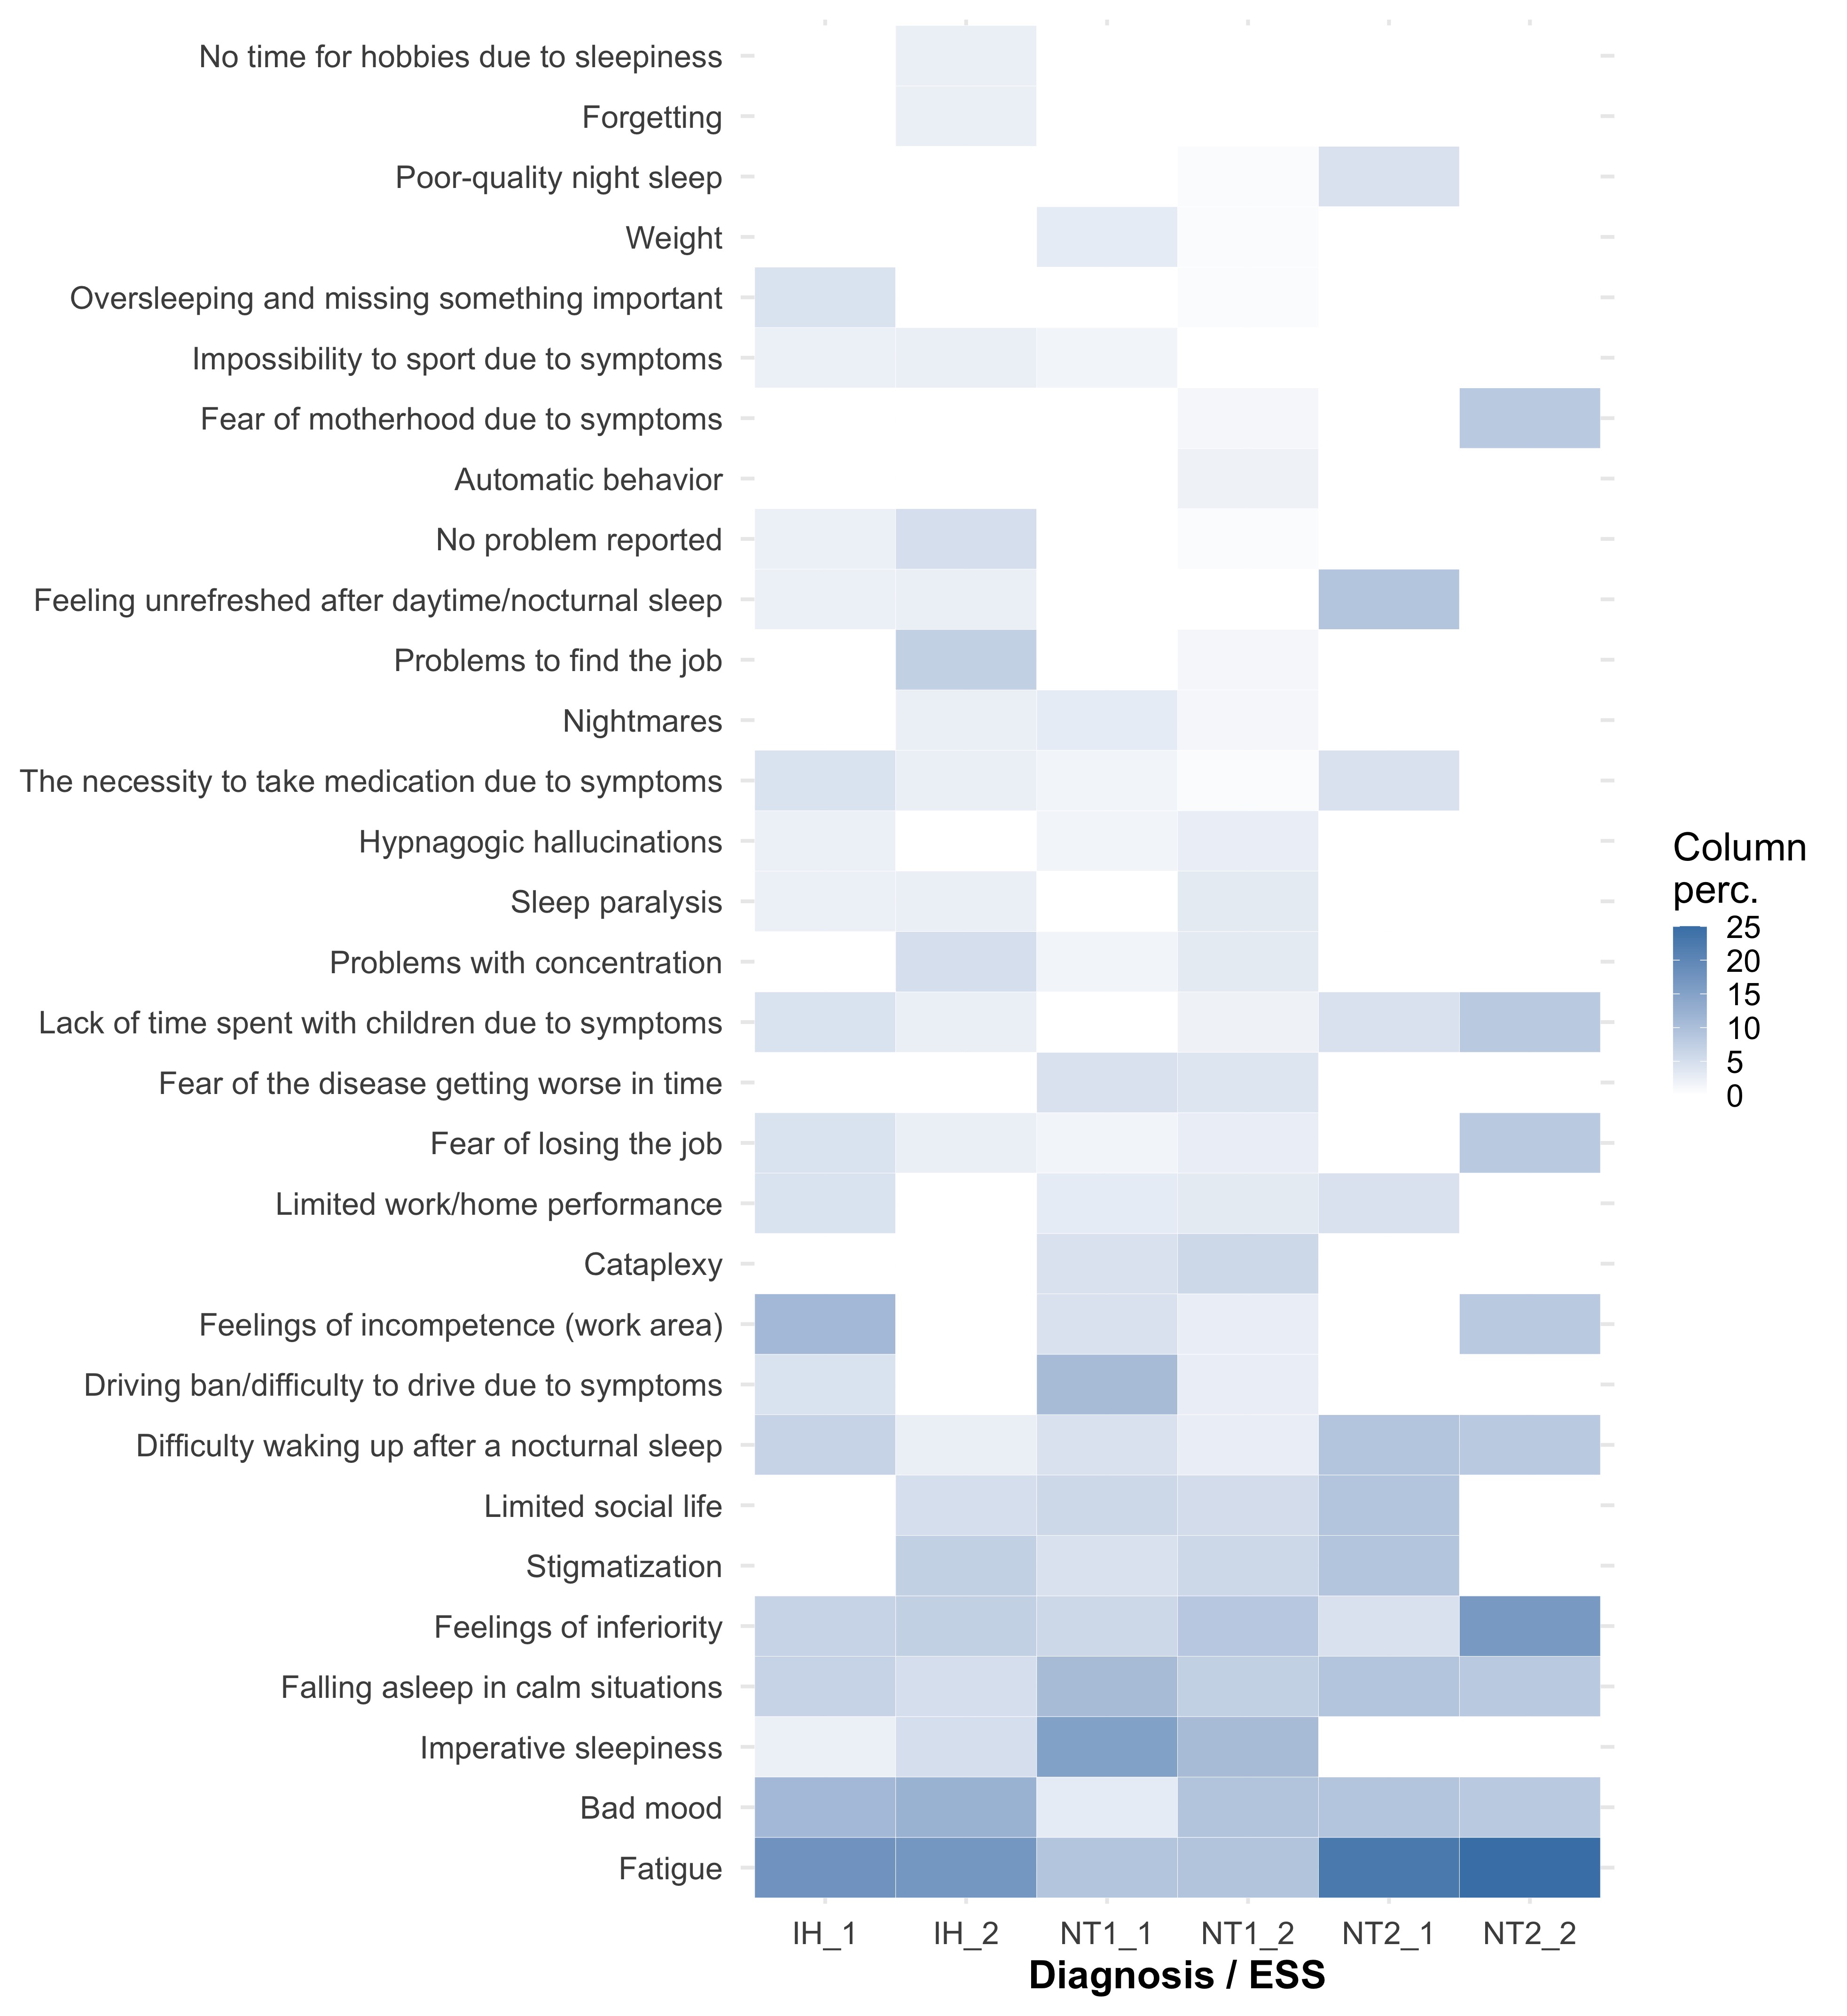 No time for hobbies due to sleepiness
Forgetting
Poor-quality night sleep
Weight
Oversleeping and missing something important
Impossibility to sport due to symptoms
Fear of motherhood due to symptoms
Automatic behavior
No problem reported
Feeling unrefreshed after daytime/nocturnal sleep
Problems to find the job
Nightmares
The necessity to take medication due to symptoms
Hypnagogic hallucinations
Sleep paralysis
Problems with concentration
Lack of time spent with children due to symptoms
Fear of the disease getting worse in time
Fear of losing the job
Limited work/home performance
Cataplexy
Feelings of incompetence (work area)
Driving ban/difficulty to drive due to symptoms
Difficulty waking up after a nocturnal sleep
Limited social life
Stigmatization
Feelings of inferiority
Falling asleep in calm situations
Imperative sleepiness
Bad mood
Fatigue
IH_1 IH_2 NT1_1 NT1_2 NT2_1 NT2_2
Diagnosis / ESS
Column
perc.
25
20
15
10
5
0